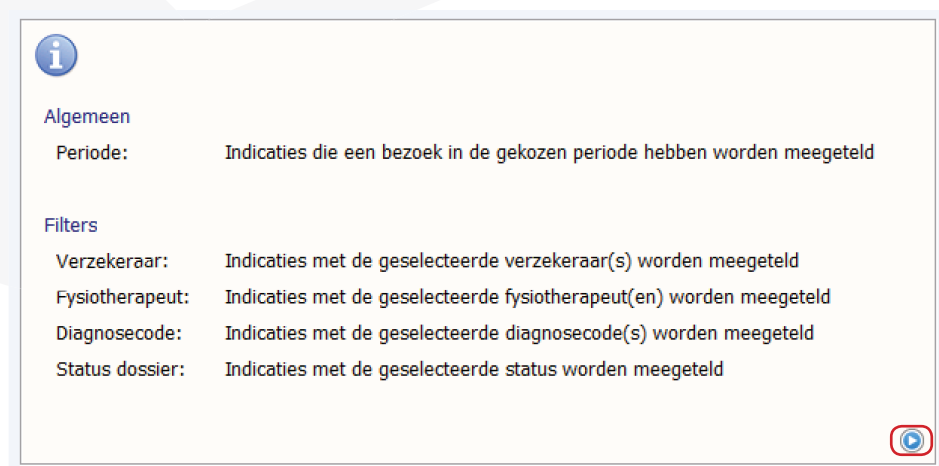 Algemeen
Periode: Indicaties die een bezoek in de gekozen periode hebben worden meegeteld
Filters
Verzekeraar: Indicaties met de geselecteerde verzekeraar(s) worden meegeteld
Fysiotherapeut: Indicaties met de geselecteerde fysiotherapeut(en) worden meegeteld
Diagnosecode: Indicaties met de geselecteerde diagnosecode(s) worden meegeteld
Status dossier: Indicaties met de geselecteerde status worden meegeteld